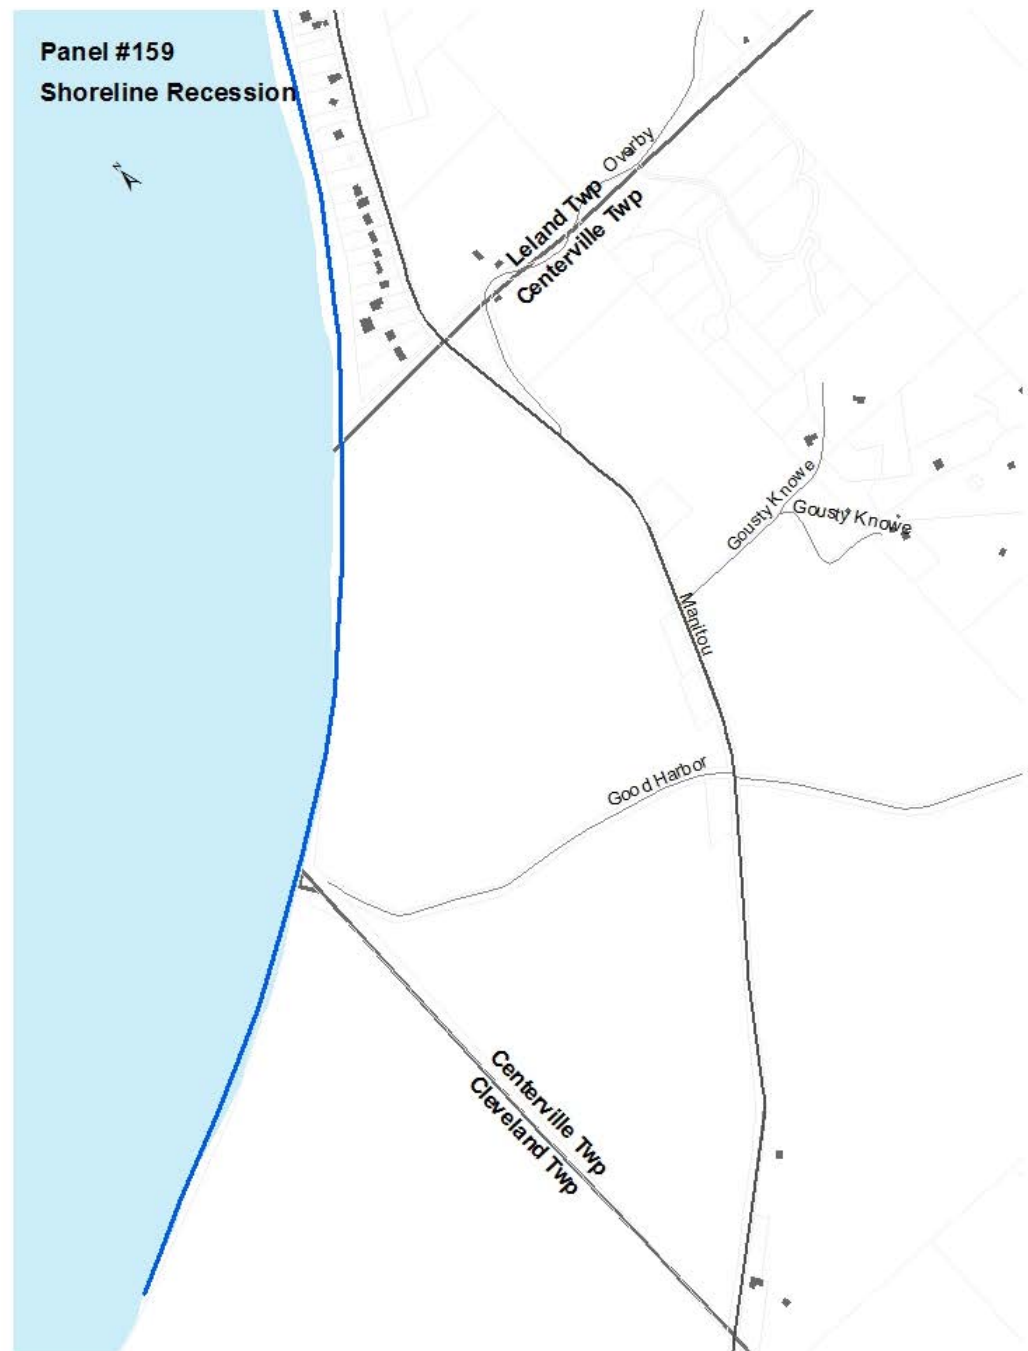 Panel #159
Shoreline Recession
N
Overby
Leland Twp
Centerville Twp
Gousty Knowe
Gousty Knowe
Manitou
Good Harbor
Centerville Twp
Cleveland Twp